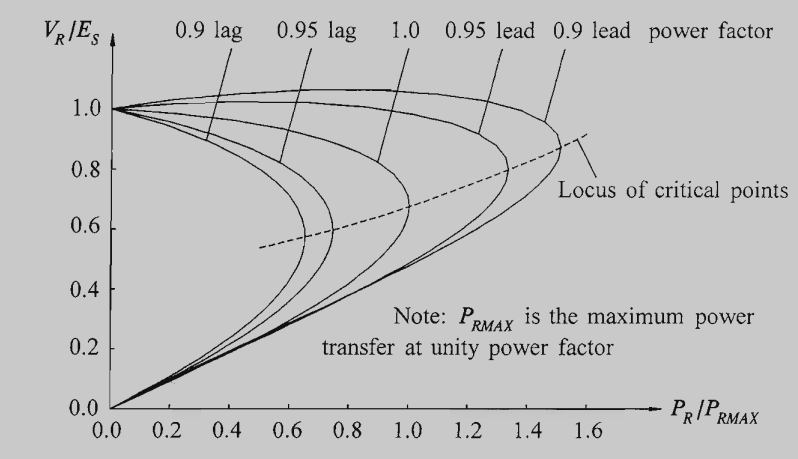 V_R/E_S
0.9 lag 0.95 lag 1.0 0.95 lead 0.9 lead power factor
1.0
0.8
Locus of critical points
0.6
0.4
Note: P_RMAX is the maximum power
transfer at unity power factor
0.2
0.0
P_R/P_RMAX
0.0 0.2 0.4 0.6 0.8 1.0 1.2 1.4 1.6